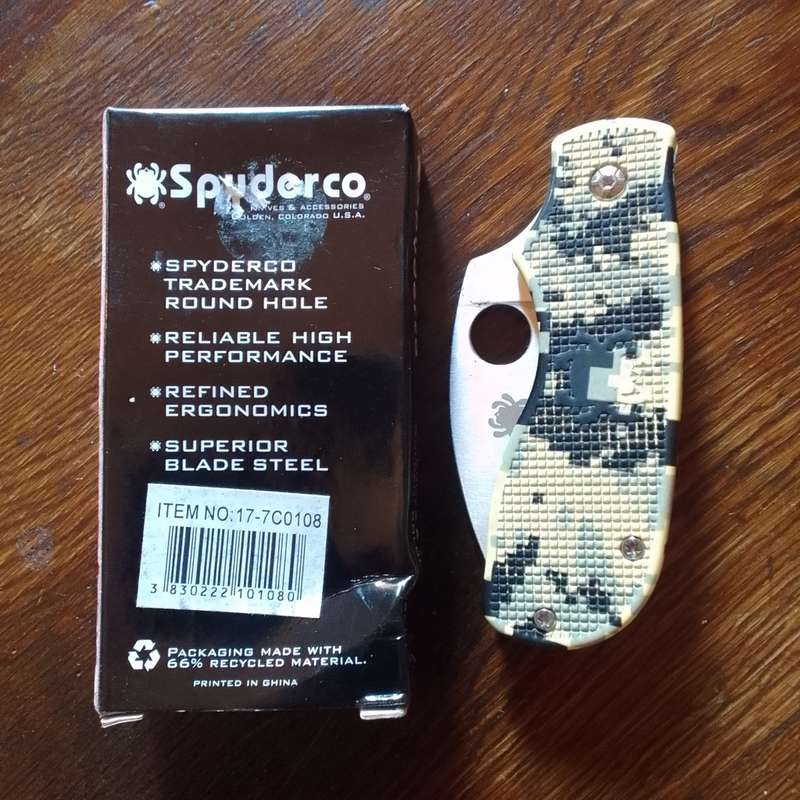 Spyderco®
KNIVES & ACCESSORIES
GOLDEN, COLORADO U.S.A.
SPYDERCO
TRADEMARK
ROUND HOLE
RELIABLE HIGH
PERFORMANCE
REFINED
ERGONOMICS
SUPERIOR
BLADE STEEL
ITEM NO:17-7C0108
3 830222 101080
PACKAGING MADE WITH
66% RECYCLED MATERIAL.
PRINTED IN GHINA